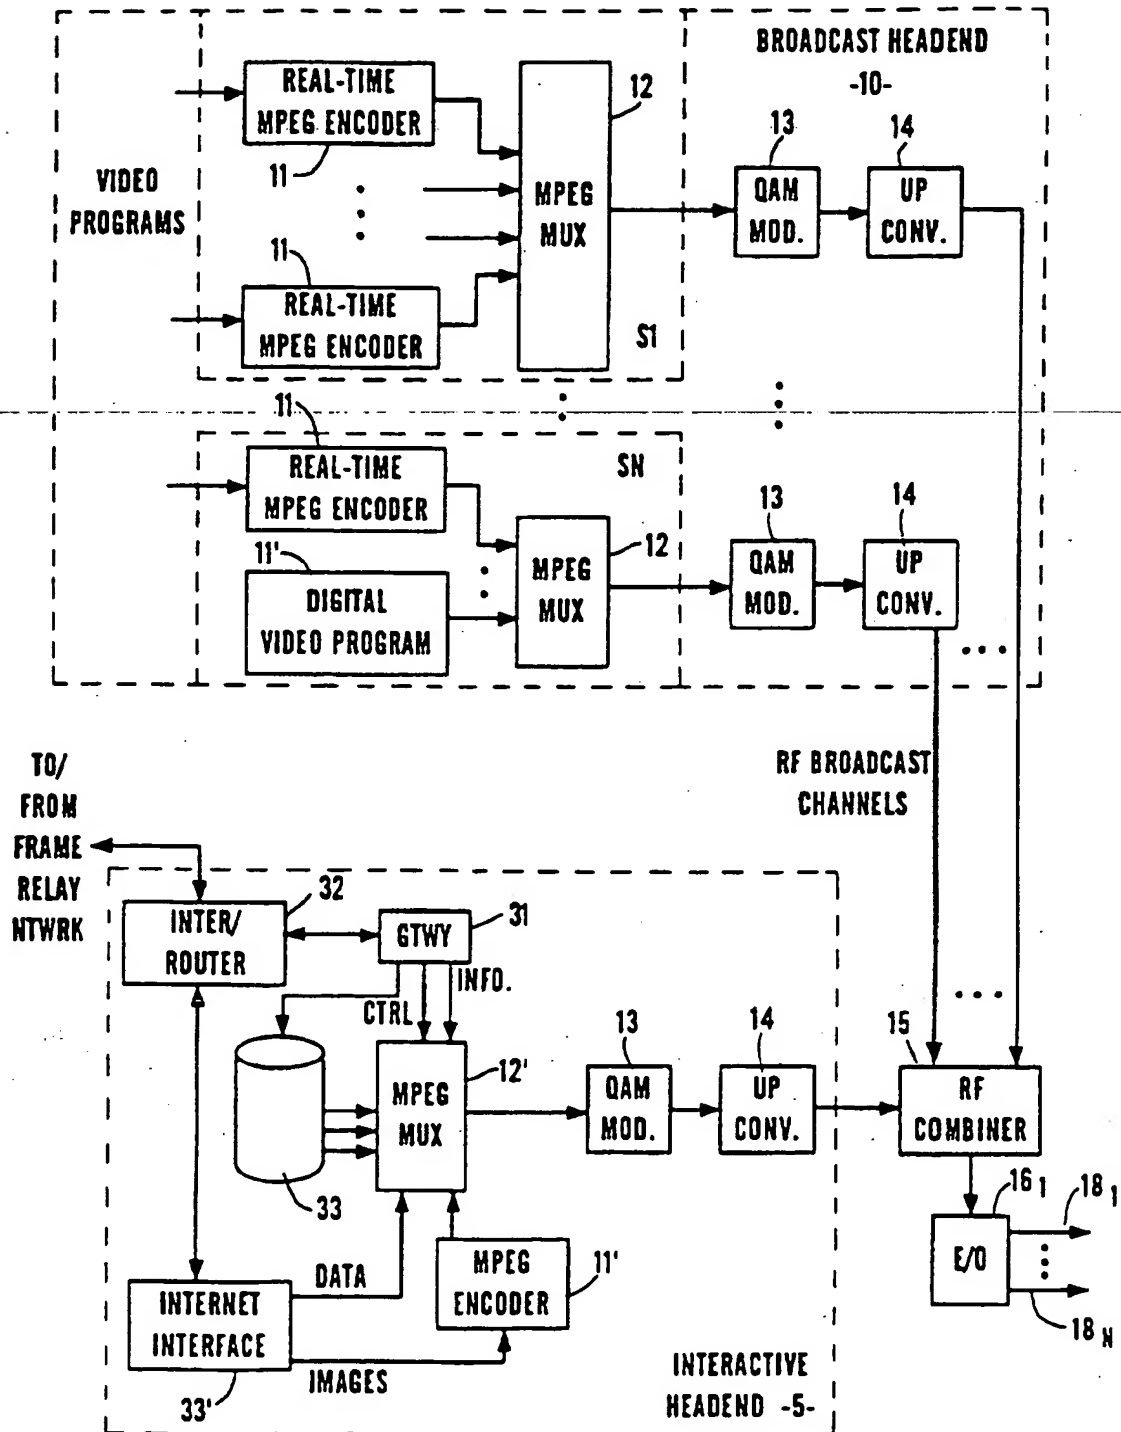 BROADCAST HEADEND
-10-
REAL-TIME
MPEG ENCODER
11
12
13
14
VIDEO
PROGRAMS
MPEG
MUX
QAM
MOD.
UP
CONV.
11
REAL-TIME
MPEG ENCODER
S1
11
REAL-TIME
MPEG ENCODER
SN
13
14
11'
DIGITAL
VIDEO PROGRAM
MPEG
MUX
12
QAM
MOD.
UP
CONV.
TO/
FROM
FRAME
RELAY
NTWRK
RF BROADCAST
CHANNELS
INTER/
ROUTER
32
GTWY
31
CTRL
INFO.
33
MPEG
MUX
12'
13
QAM
MOD.
14
UP
CONV.
15
RF
COMBINER
16 1
E/O
18 1
18 N
INTERNET
INTERFACE
33'
DATA
IMAGES
MPEG
ENCODER
11'
INTERACTIVE
HEADEND -5-